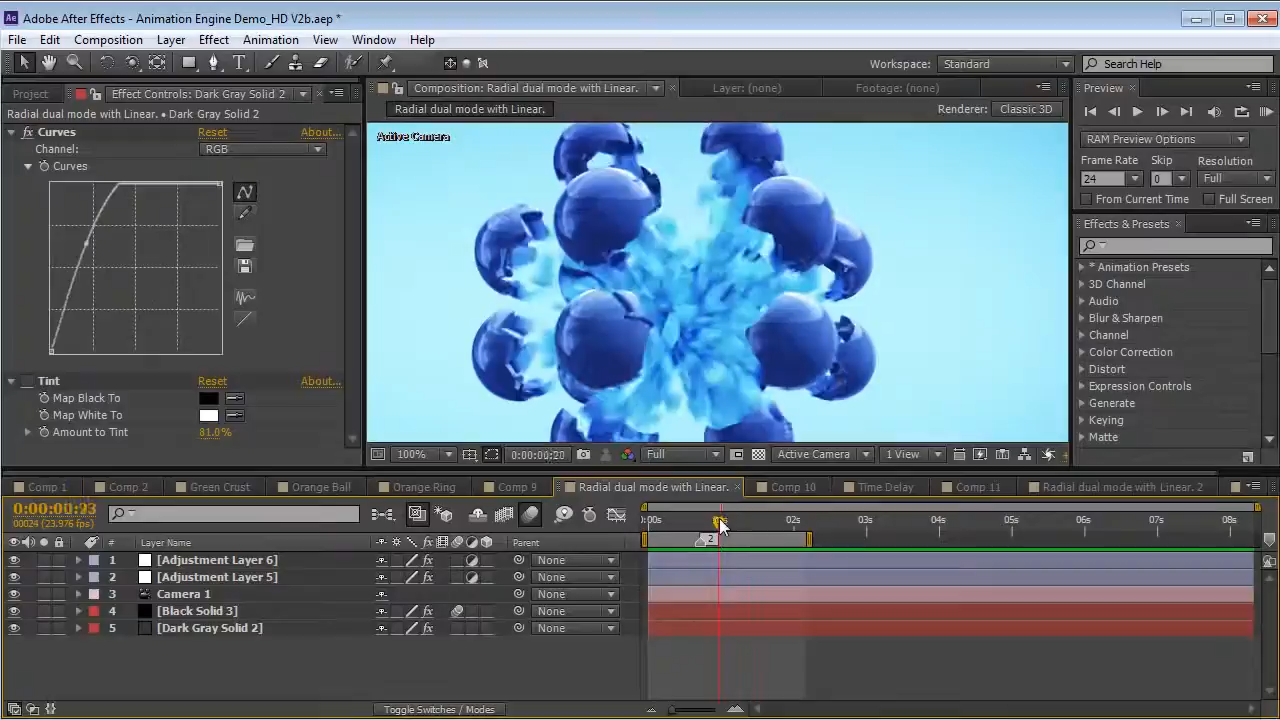 Ae Adobe After Effects - Animation Engine Demo_HD V2b.aep *
File Edit Composition Layer Effect Animation View Window Help
Workspace: Standard Search Help
Project Effect Controls: Dark Gray Solid 2 Composition: Radial dual mode with Linear. Layer: (none) Footage: (none) Preview
Radial dual mode with Linear. • Dark Gray Solid 2 Radial dual mode with Linear. Renderer: Classic 3D
fx Curves Reset About...
Channel: RGB
Curves
Active Camera
RAM Preview Options
Frame Rate Skip Resolution
24 0 Full
From Current Time Full Screen
Effects & Presets
* Animation Presets
3D Channel
Audio
Blur & Sharpen
Channel
Color Correction
Distort
Expression Controls
Generate
Keying
Matte
Tint Reset About...
Map Black To
Map White To
Amount to Tint 81.0%
100% 0:00:00:20 Full Active Camera 1 View
Comp 1 Comp 2 Green Crust Orange Ball Orange Ring Comp 9 Radial dual mode with Linear. Comp 10 Time Delay Comp 11 Radial dual mode with Linear. 2
00024 (23.976 fps)
:00s 02s 03s 04s 05s 06s 07s 08s
2
# Layer Name Parent
1 [Adjustment Layer 6] fx None
2 [Adjustment Layer 5] fx None
3 Camera 1 None
4 [Black Solid 3] fx None
5 [Dark Gray Solid 2] fx None
Toggle Switches / Modes